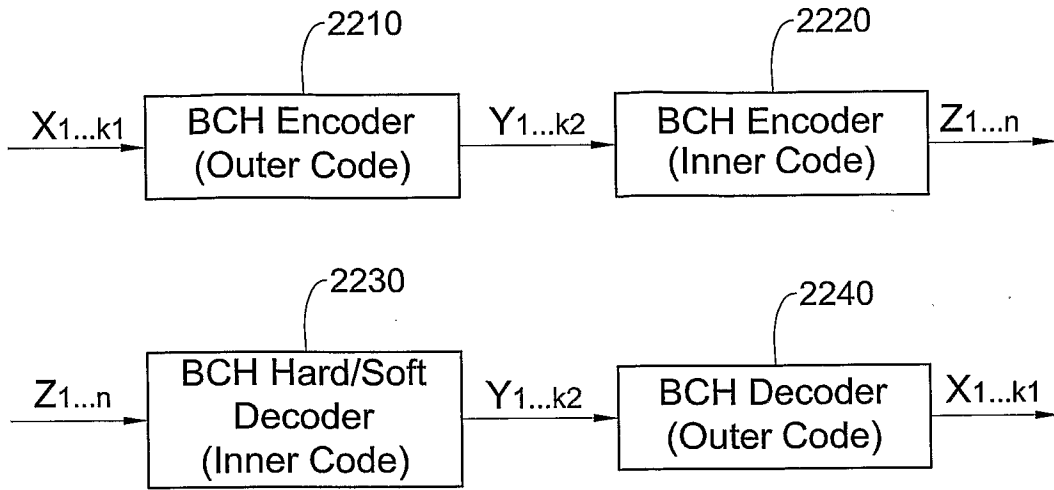 2210
2220
X1...k1
BCH Encoder
(Outer Code)
Y1...k2
BCH Encoder
(Inner Code)
Z1...n
2230
2240
Z1...n
BCH Hard/Soft
Decoder
(Inner Code)
Y1...k2
BCH Decoder
(Outer Code)
X1...k1